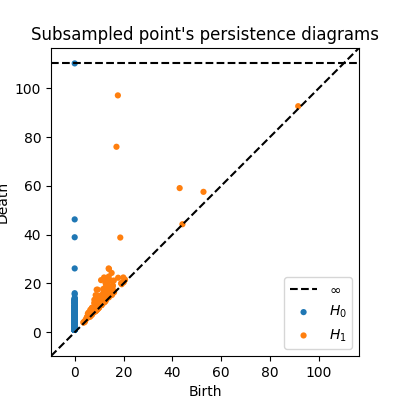 Subsampled point's persistence diagrams
Death
100
80
60
40
20
0
∞
H₀
H₁
0 20 40 60 80 100
Birth